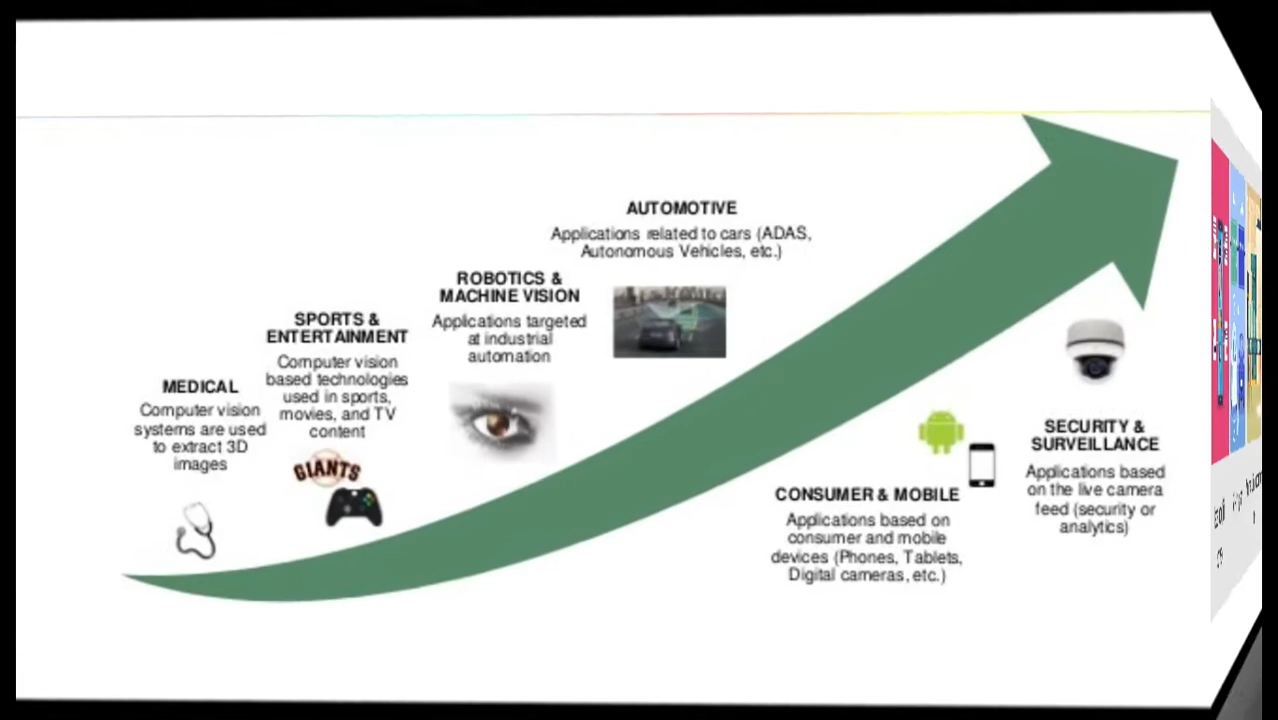 AUTOMOTIVE
Applications related to cars (ADAS,
Autonomous Vehicles, etc.)
ROBOTICS &
MACHINE VISION
Applications targeted
at industrial
automation
SPORTS &
ENTERTAINMENT
Computer vision
based technologies
used in sports,
movies, and TV
content
GIANTS
MEDICAL
Computer vision
systems are used
to extract 3D
images
CONSUMER & MOBILE
Applications based on
consumer and mobile
devices (Phones, Tablets,
Digital cameras, etc.)
SECURITY &
SURVEILLANCE
Applications based
on the live camera
feed (security or
analytics)